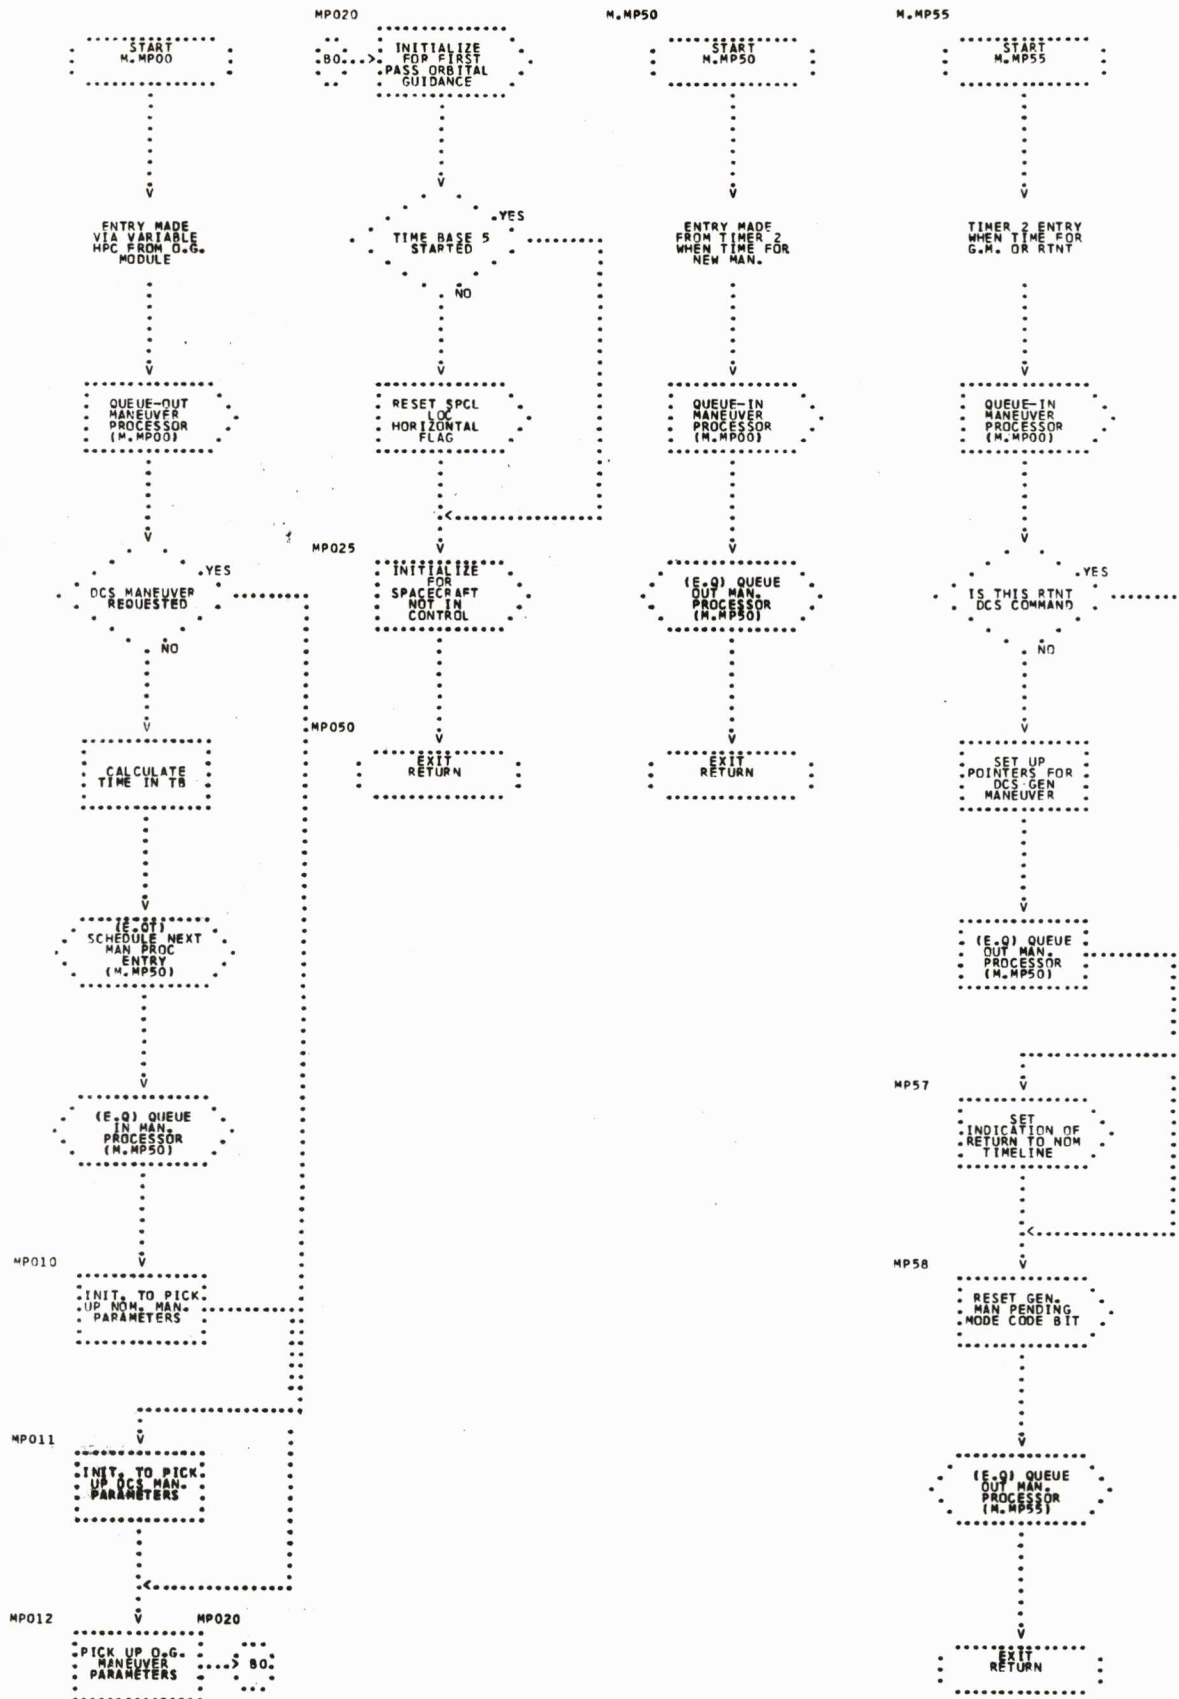 START
M.MP00
ENTRY MADE
VIA VARIABLE
HPC FROM O.G.
MODULE
QUEUE-OUT
MANEUVER
PROCESSOR
(M.MP00)
DCS MANEUVER
REQUESTED
YES
NO
CALCULATE
TIME IN TB
(E.QT)
SCHEDULE NEXT
MAN PROC
ENTRY
(M.MP50)
(E.Q) QUEUE
IN MAN.
PROCESSOR
(M.MP50)
MP010
INIT. TO PICK
UP NOM. MAN.
PARAMETERS
MP011
INIT. TO PICK
UP DCS MAN.
PARAMETERS
MP012
PICK UP O.G.
MANEUVER
PARAMETERS
MP020
B0
MP020
B0
INITIALIZE
FOR FIRST
PASS ORBITAL
GUIDANCE
TIME BASE 5
STARTED
YES
NO
RESET SPCL
LOC
HORIZONTAL
FLAG
MP025
INITIALIZE
FOR
SPACECRAFT
NOT IN
CONTROL
MP050
EXIT
RETURN
M.MP50
START
M.MP50
ENTRY MADE
FROM TIMER 2
WHEN TIME FOR
NEW MAN.
QUEUE-IN
MANEUVER
PROCESSOR
(M.MP00)
(E.Q) QUEUE
OUT MAN.
PROCESSOR
(M.MP50)
EXIT
RETURN
M.MP55
START
M.MP55
TIMER 2 ENTRY
WHEN TIME FOR
G.M. OR RTNT
QUEUE-IN
MANEUVER
PROCESSOR
(M.MP00)
IS THIS RTNT
DCS COMMAND
YES
NO
SET UP
POINTERS FOR
DCS GEN
MANEUVER
(E.Q) QUEUE
OUT MAN.
PROCESSOR
(M.MP50)
MP57
SET
INDICATION OF
RETURN TO NOM
TIMELINE
MP58
RESET GEN.
MAN PENDING
MODE CODE BIT
(E.Q) QUEUE
OUT MAN.
PROCESSOR
(M.MP55)
EXIT
RETURN